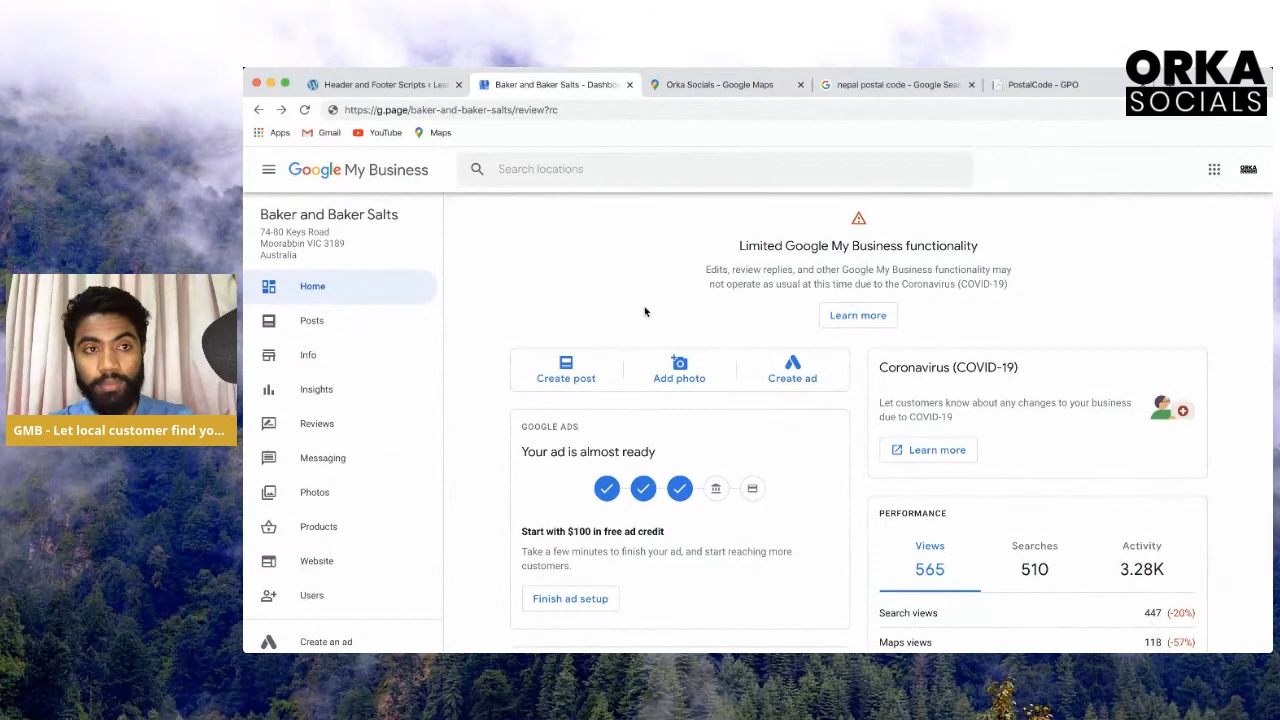 ORKA
SOCIALS
Header and Footer Scripts ‹ Lea
Baker and Baker Salts - Dashbo
Orka Socials - Google Maps
nepal postal code - Google Sea
PostalCode - GPO
https://g.page/baker-and-baker-salts/review?rc
Apps
Gmail
YouTube
Maps
Google My Business
Search locations
ORKA
Baker and Baker Salts
74-80 Keys Road
Moorabbin VIC 3189
Australia
Home
Posts
Info
Insights
Reviews
Messaging
Photos
Products
Website
Users
Create an ad
Limited Google My Business functionality
Edits, review replies, and other Google My Business functionality may
not operate as usual at this time due to the Coronavirus (COVID-19)
Learn more
Create post
Add photo
Create ad
GOOGLE ADS
Your ad is almost ready
Start with $100 in free ad credit
Take a few minutes to finish your ad, and start reaching more
customers.
Finish ad setup
Coronavirus (COVID-19)
Let customers know about any changes to your business
due to COVID-19
Learn more
PERFORMANCE
Views
Searches
Activity
565
510
3.28K
Search views
447 (-20%)
Maps views
118 (-57%)
GMB - Let local customer find yo...